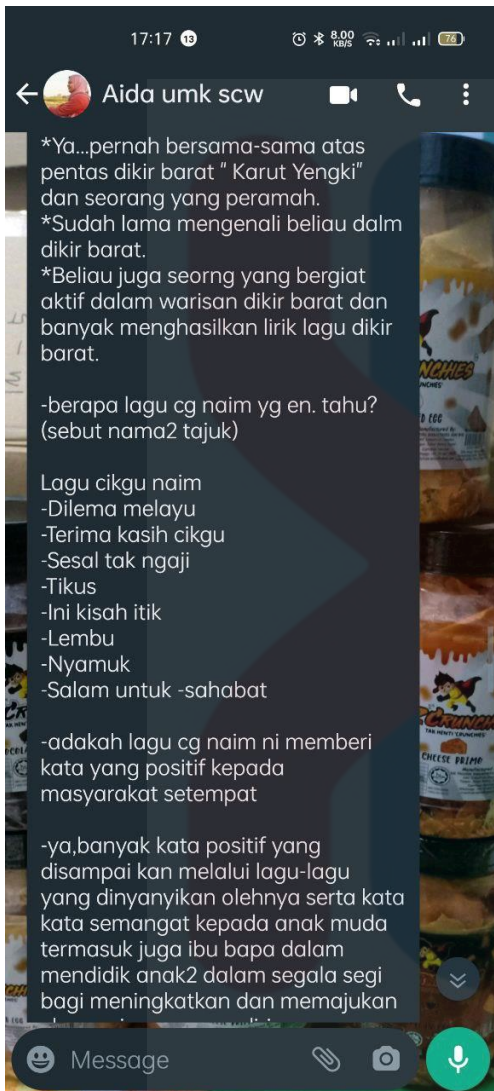 17:17 13
8.00 KB/S 76
Aida umk scw
*Ya...pernah bersama-sama atas
pentas dikir barat " Karut Yengki"
dan seorang yang peramah.
*Sudah lama mengenali beliau dalm
dikir barat.
*Beliau juga seorng yang bergiat
aktif dalam warisan dikir barat dan
banyak menghasilkan lirik lagu dikir
barat.
-berapa lagu cg naim yg en. tahu?
(sebut nama2 tajuk)
Lagu cikgu naim
-Dilema melayu
-Terima kasih cikgu
-Sesal tak ngaji
-Tikus
-Ini kisah itik
-Lembu
-Nyamuk
-Salam untuk -sahabat
-adakah lagu cg naim ni memberi
kata yang positif kepada
masyarakat setempat
-ya,banyak kata positif yang
disampai kan melalui lagu-lagu
yang dinyanyikan olehnya serta kata
kata semangat kepada anak muda
termasuk juga ibu bapa dalam
mendidik anak2 dalam segala segi
bagi meningkatkan dan memajukan
NCHIES
CRUNCH
CHEESE PRIMO
Message